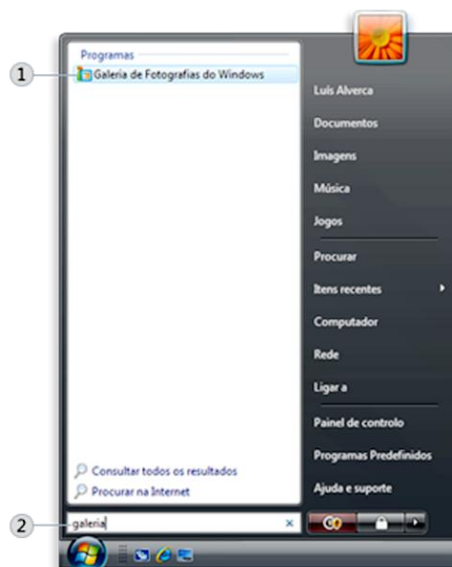 Programas
1
Galeria de Fotografias do Windows
Luís Alverca
Documentos
Imagens
Música
Jogos
Procurar
Itens recentes
Computador
Rede
Ligar a
Painel de controlo
Programas Predefinidos
Ajuda e suporte
Consultar todos os resultados
Procurar na Internet
2
galeria